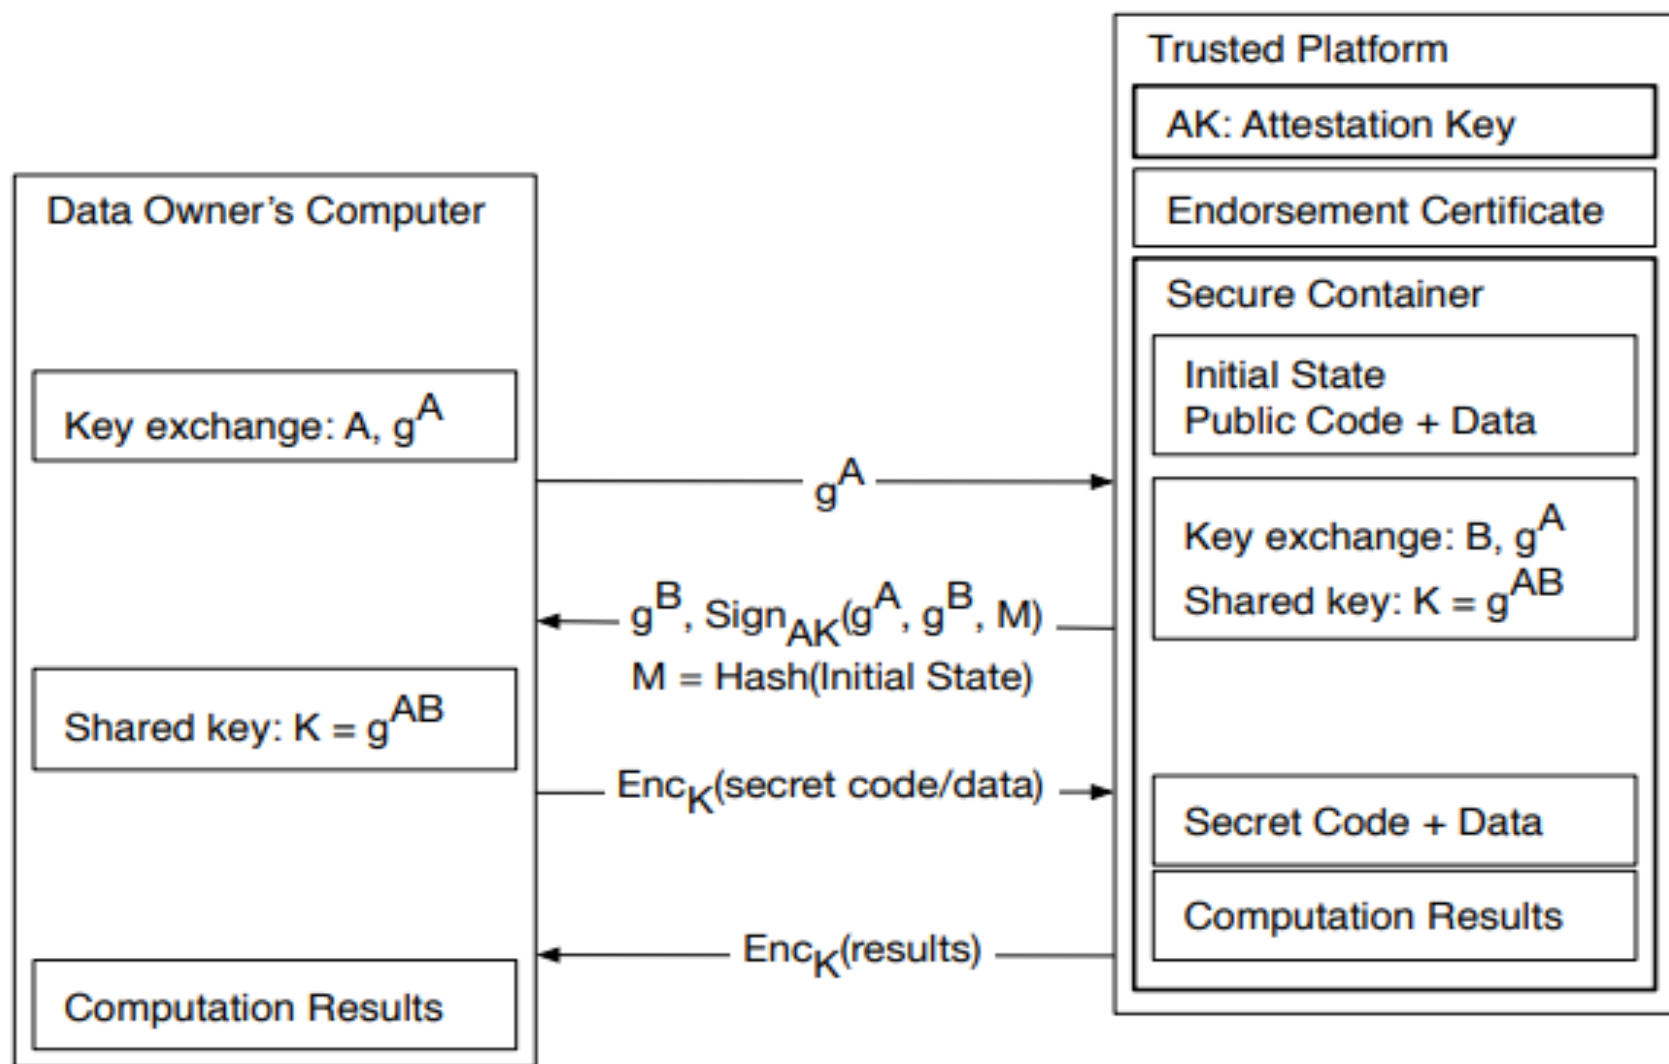 Trusted Platform
AK: Attestation Key
Endorsement Certificate
Data Owner's Computer
Secure Container
Initial State
Public Code + Data
Key exchange: A, g^A
g^A
Key exchange: B, g^A
Shared key: K = g^AB
g^B, Sign_AK(g^A, g^B, M)
M = Hash(Initial State)
Shared key: K = g^AB
Enc_K(secret code/data)
Secret Code + Data
Computation Results
Enc_K(results)
Computation Results